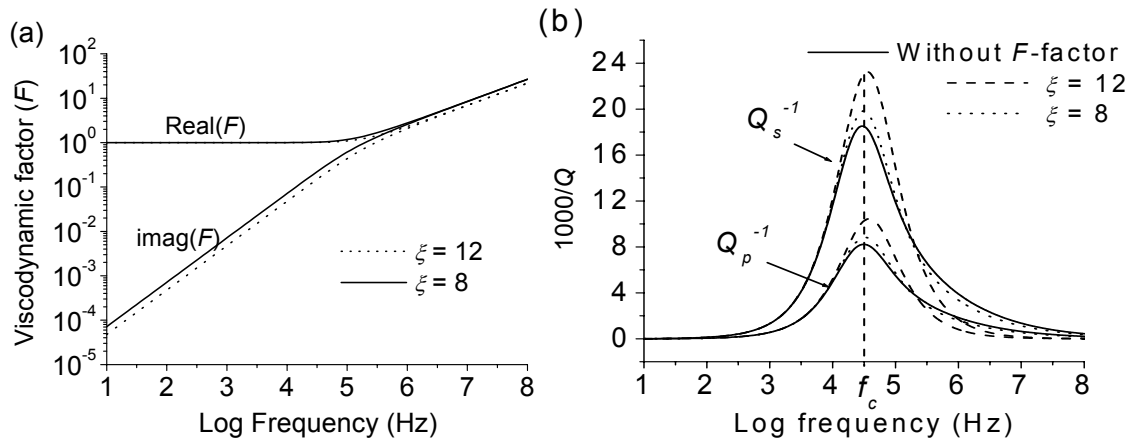 (a)
Viscodynamic factor (F)
10^2
10^1
10^0
10^-1
10^-2
10^-3
10^-4
10^-5
Real(F)
imag(F)
ξ = 12
ξ = 8
1 2 3 4 5 6 7 8
Log Frequency (Hz)
(b)
1000/Q
24
20
16
12
8
4
0
Without F-factor
ξ = 12
ξ = 8
Q_s^-1
Q_p^-1
1 2 3 4 f_c 5 6 7 8
Log frequency (Hz)